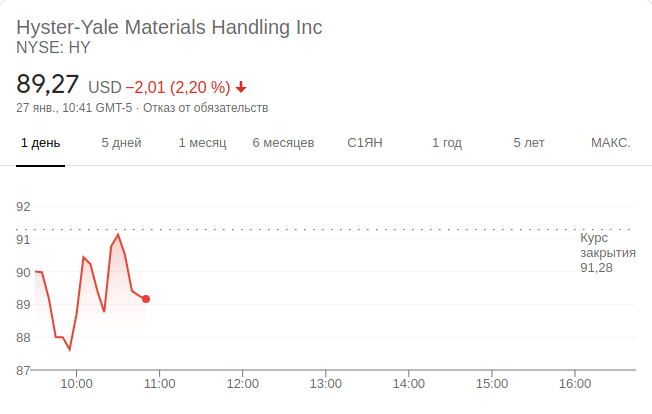 Hyster-Yale Materials Handling Inc
NYSE: HY
89,27 USD −2,01 (2,20 %)
27 янв., 10:41 GMT-5 · Отказ от обязательств
1 день 5 дней 1 месяц 6 месяцев С1ЯН 1 год 5 лет МАКС.
92
91
Курс
закрытия
90
91,28
89
88
87
10:00 11:00 12:00 13:00 14:00 15:00 16:00